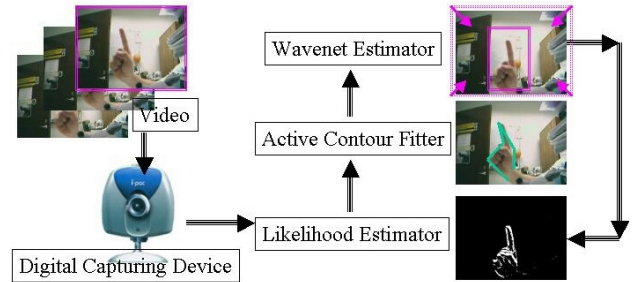 Wavenet Estimator
Video
Active Contour Fitter
Likelihood Estimator
Digital Capturing Device